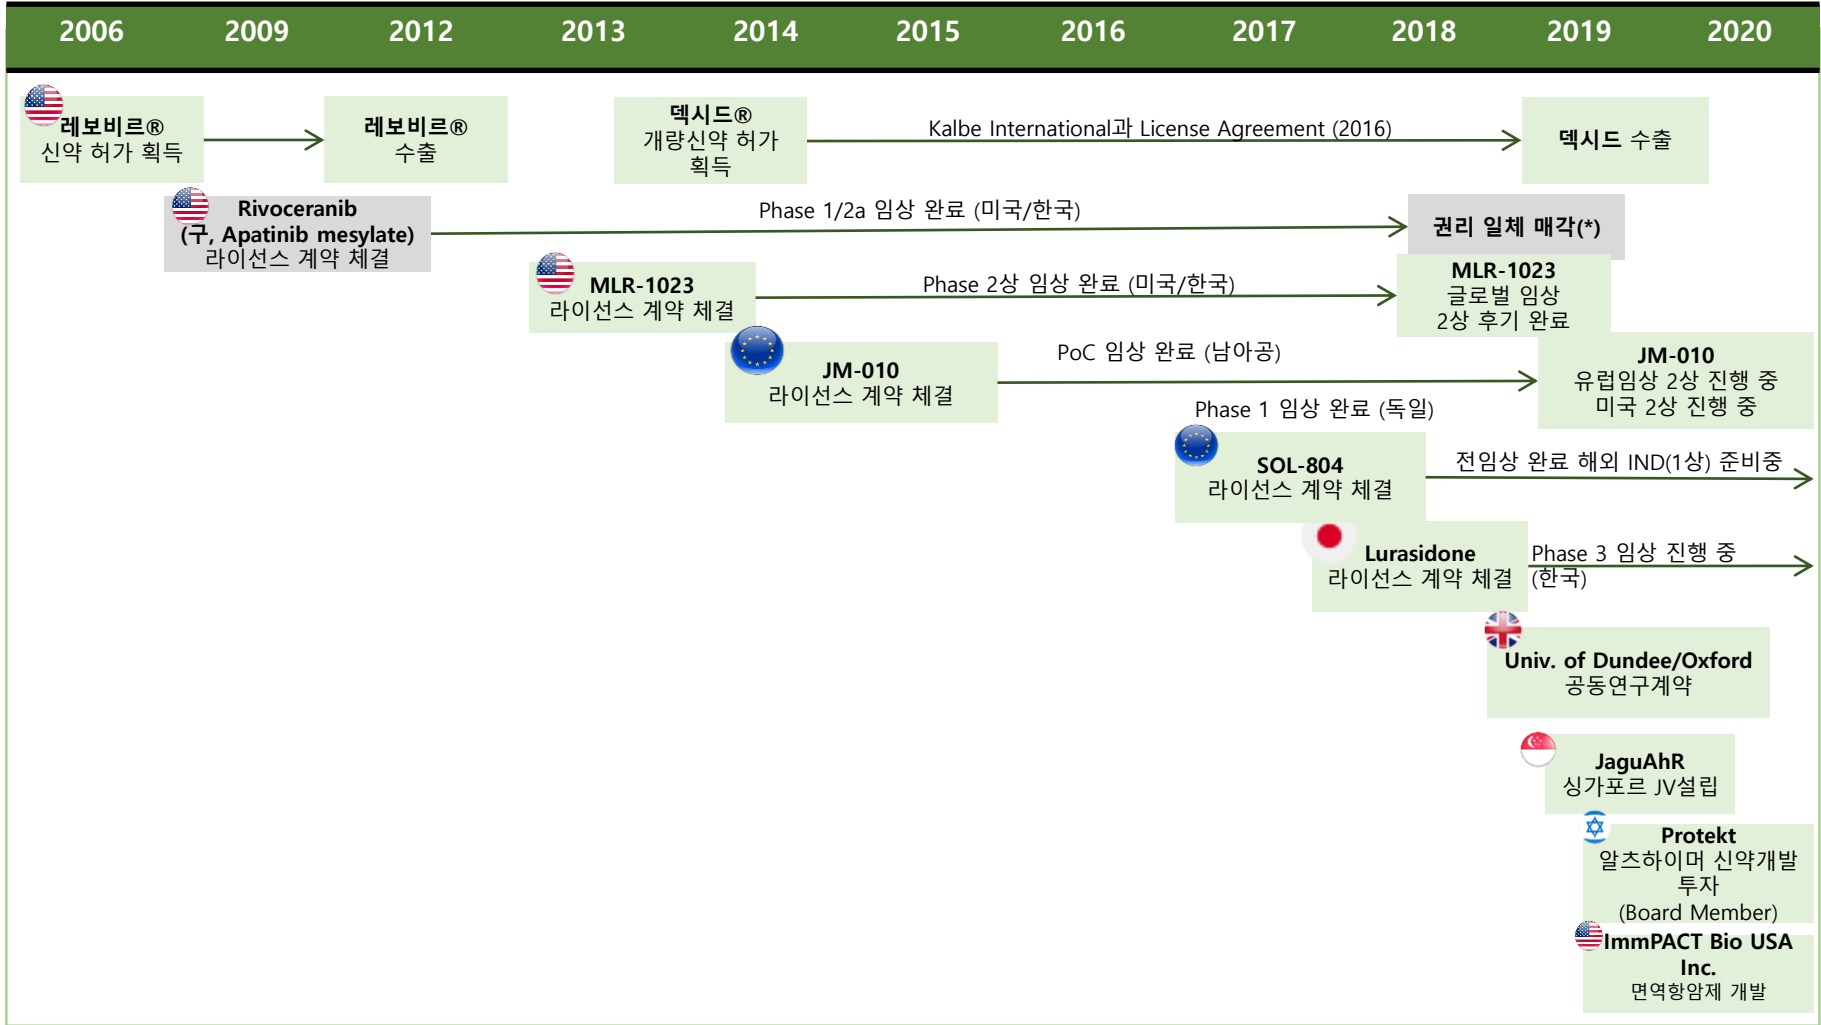 2006 2009 2012 2013 2014 2015 2016 2017 2018 2019 2020
레보비르®
신약 허가 획득
레보비르®
수출
덱시드®
개량신약 허가
획득
Kalbe International과 License Agreement (2016)
덱시드 수출
Rivoceranib
(구, Apatinib mesylate)
라이선스 계약 체결
Phase 1/2a 임상 완료 (미국/한국)
권리 일체 매각(*)
MLR-1023
라이선스 계약 체결
Phase 2상 임상 완료 (미국/한국)
MLR-1023
글로벌 임상
2상 후기 완료
JM-010
라이선스 계약 체결
PoC 임상 완료 (남아공)
JM-010
유럽임상 2상 진행 중
미국 2상 진행 중
Phase 1 임상 완료 (독일)
SOL-804
라이선스 계약 체결
전임상 완료 해외 IND(1상) 준비중
Lurasidone
라이선스 계약 체결
Phase 3 임상 진행 중
(한국)
Univ. of Dundee/Oxford
공동연구계약
JaguAhR
싱가포르 JV설립
Protekt
알츠하이머 신약개발
투자
(Board Member)
ImmPACT Bio USA
Inc.
면역항암제 개발